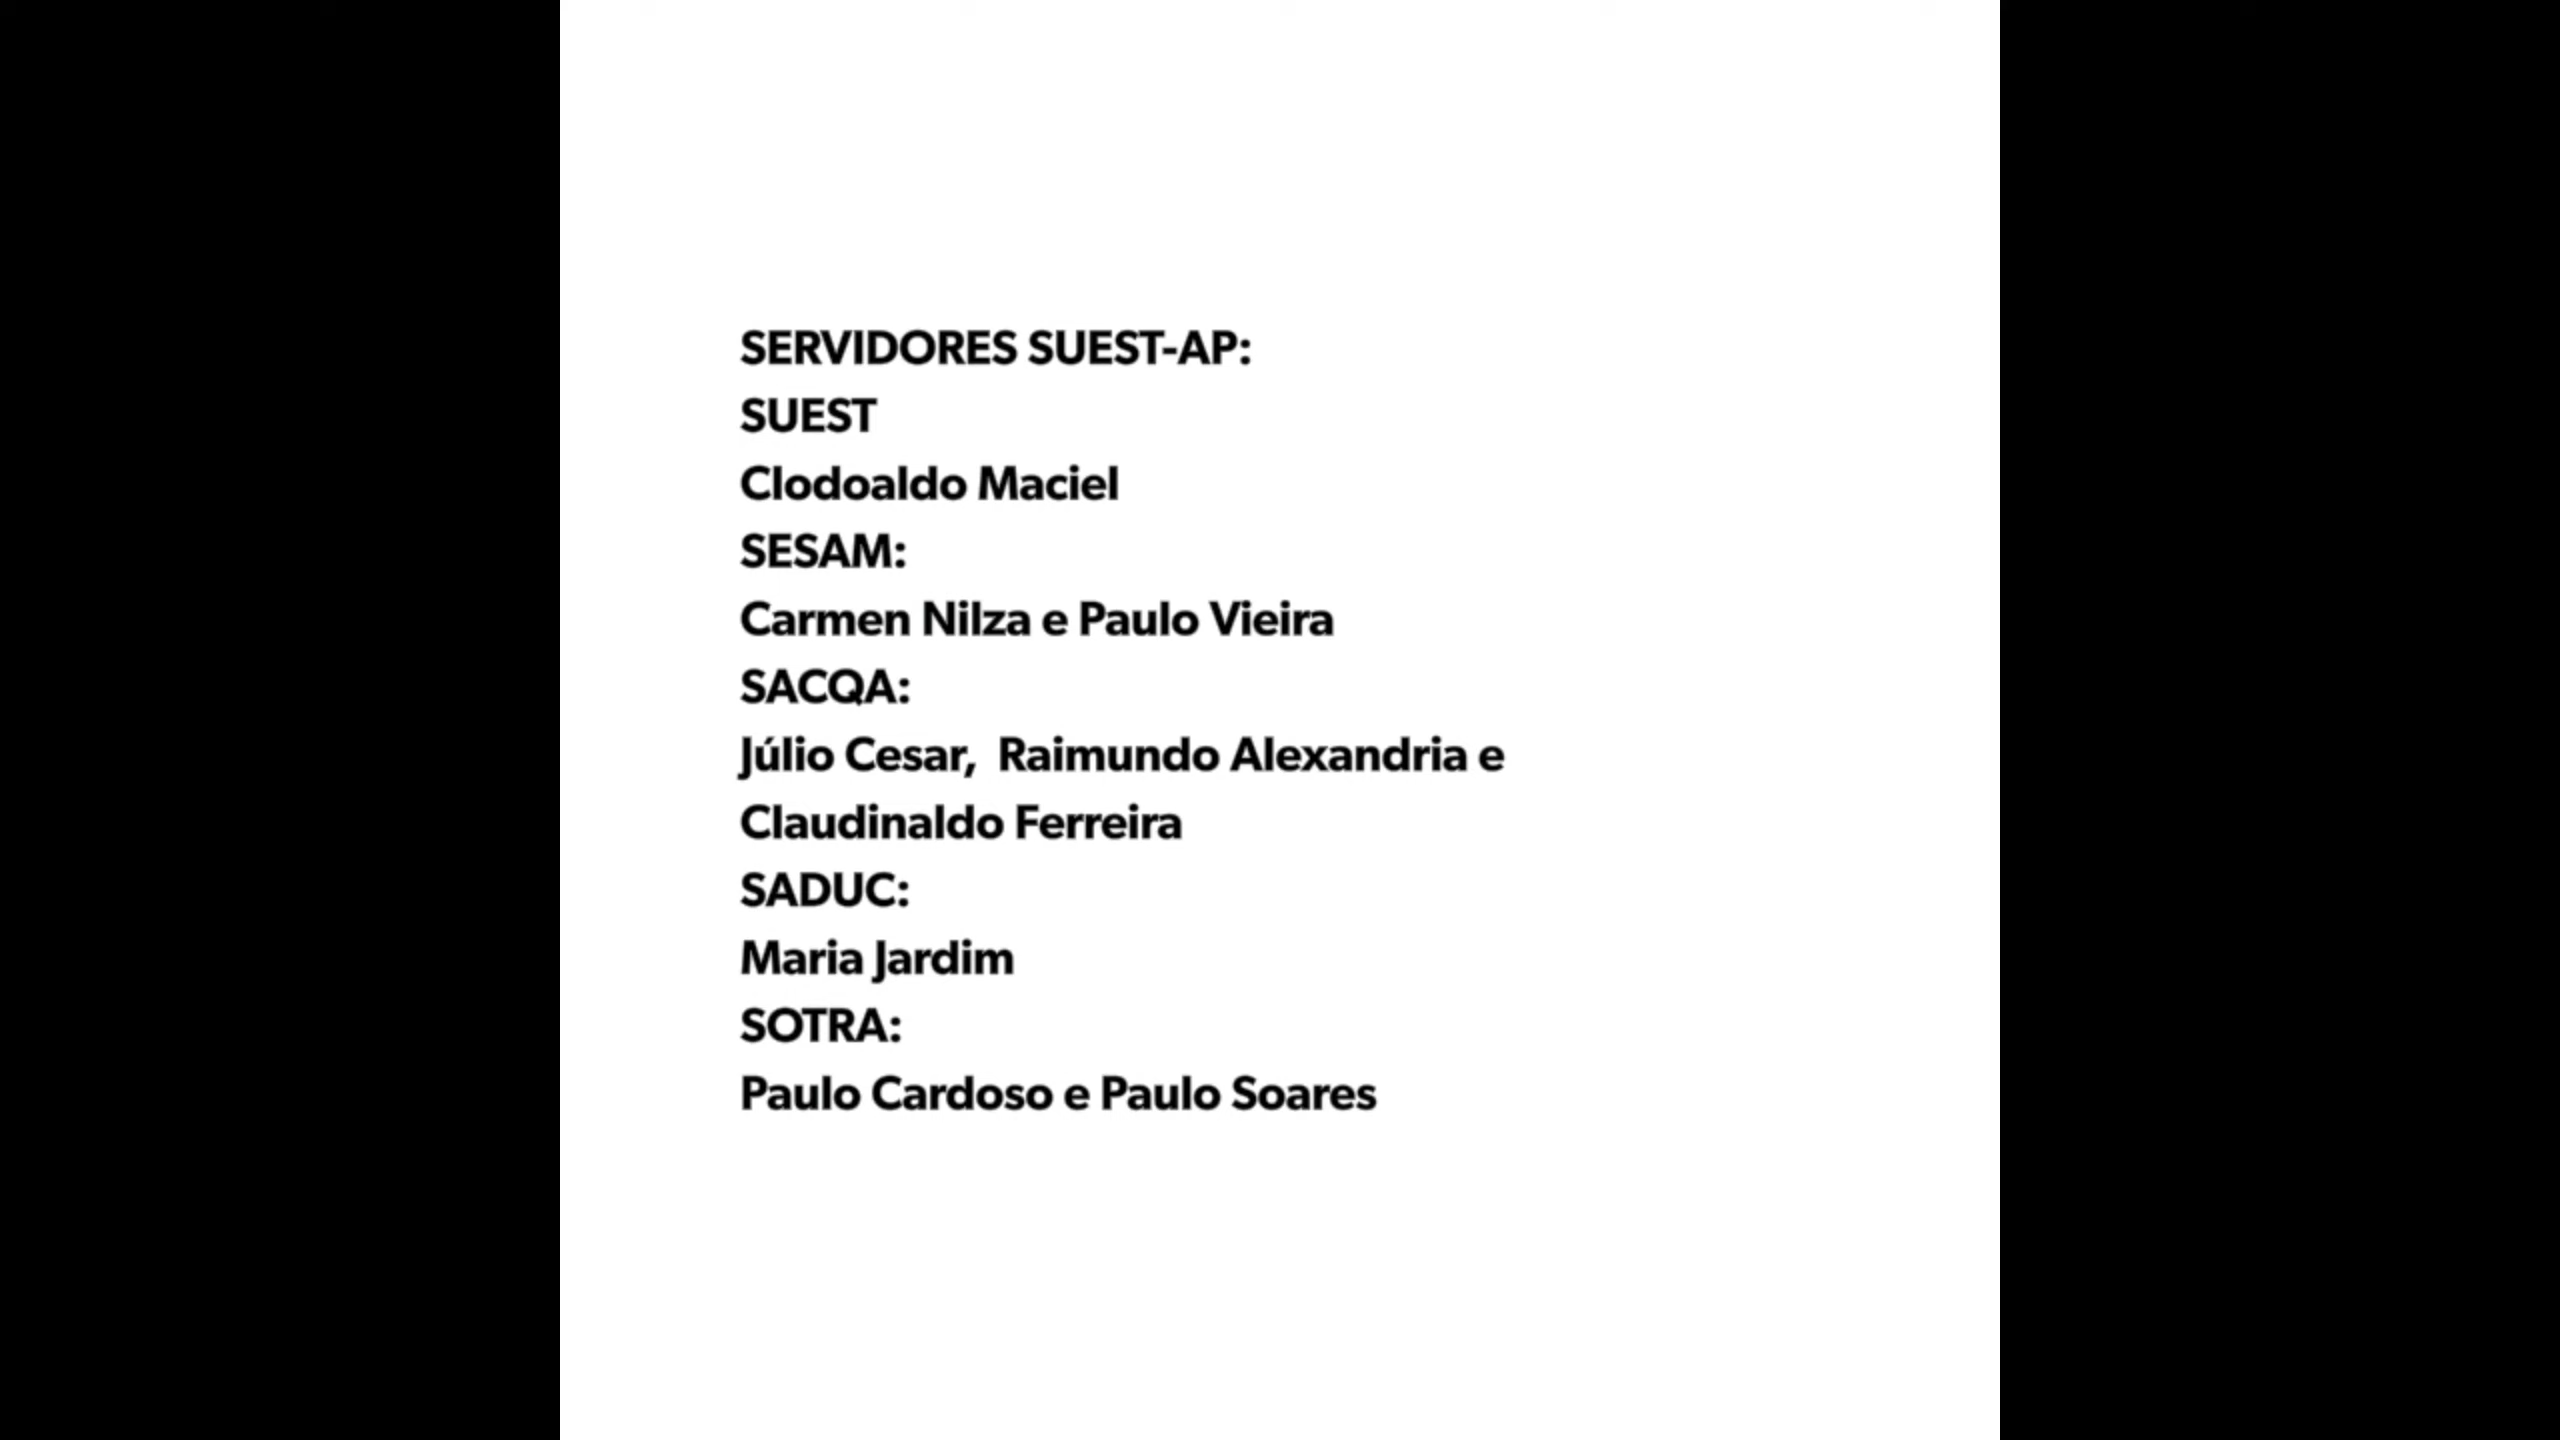 SERVIDORES SUEST-AP:
SUEST
Clodoaldo Maciel
SESAM:
Carmen Nilza e Paulo Vieira
SACQA:
Júlio Cesar,  Raimundo Alexandria e
Claudinaldo Ferreira
SADUC:
Maria Jardim
SOTRA:
Paulo Cardoso e Paulo Soares